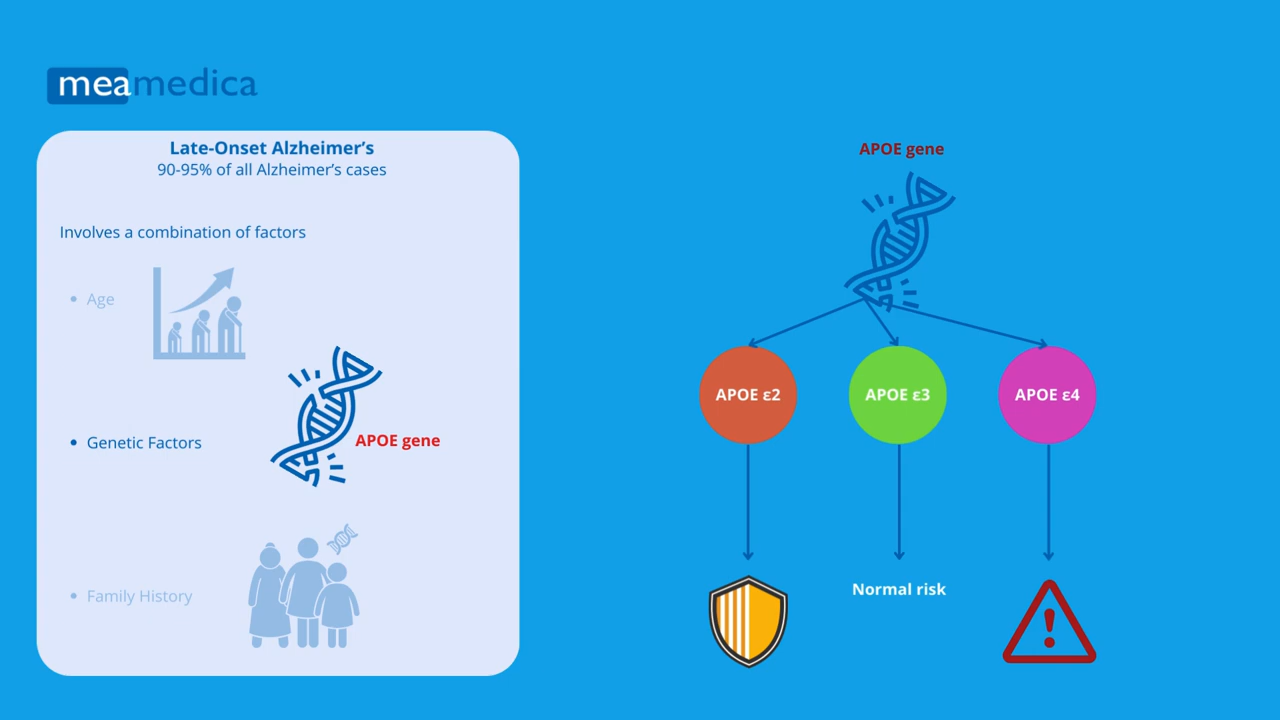 meamedica
Late-Onset Alzheimer's
90-95% of all Alzheimer's cases
Involves a combination of factors
• Age
• Genetic Factors
APOE gene
• Family History
APOE gene
APOE ε2
APOE ε3
APOE ε4
Normal risk